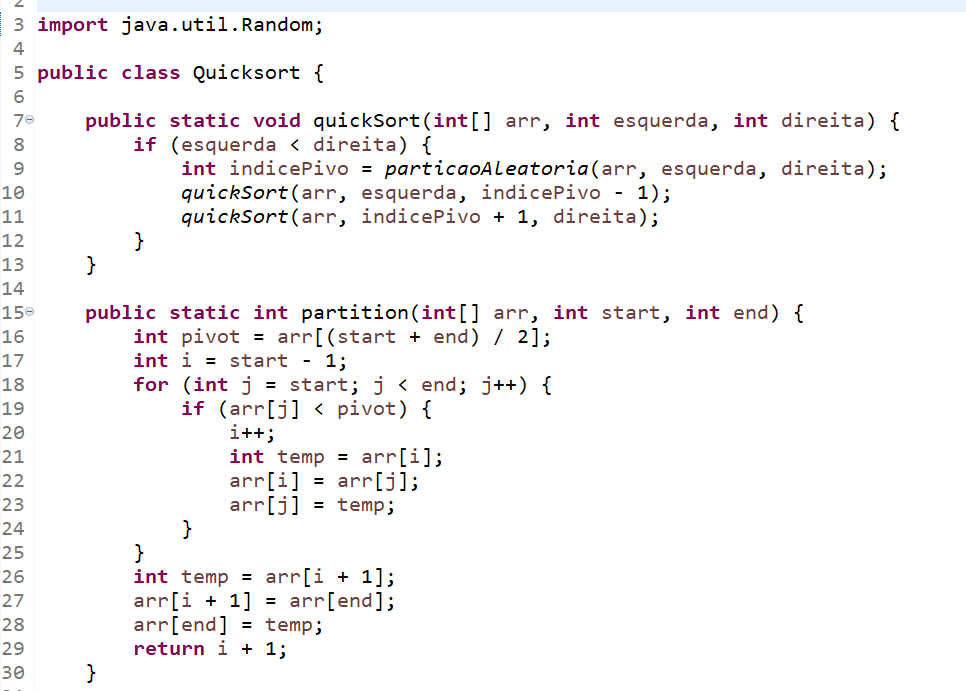 2
3 import java.util.Random;
4
5 public class Quicksort {
6
7 public static void quickSort(int[] arr, int esquerda, int direita) {
8 if (esquerda < direita) {
9 int indicePivo = particaoAleatoria(arr, esquerda, direita);
10 quickSort(arr, esquerda, indicePivo - 1);
11 quickSort(arr, indicePivo + 1, direita);
12 }
13 }
14
15 public static int partition(int[] arr, int start, int end) {
16 int pivot = arr[(start + end) / 2];
17 int i = start - 1;
18 for (int j = start; j < end; j++) {
19 if (arr[j] < pivot) {
20 i++;
21 int temp = arr[i];
22 arr[i] = arr[j];
23 arr[j] = temp;
24 }
25 }
26 int temp = arr[i + 1];
27 arr[i + 1] = arr[end];
28 arr[end] = temp;
29 return i + 1;
30 }